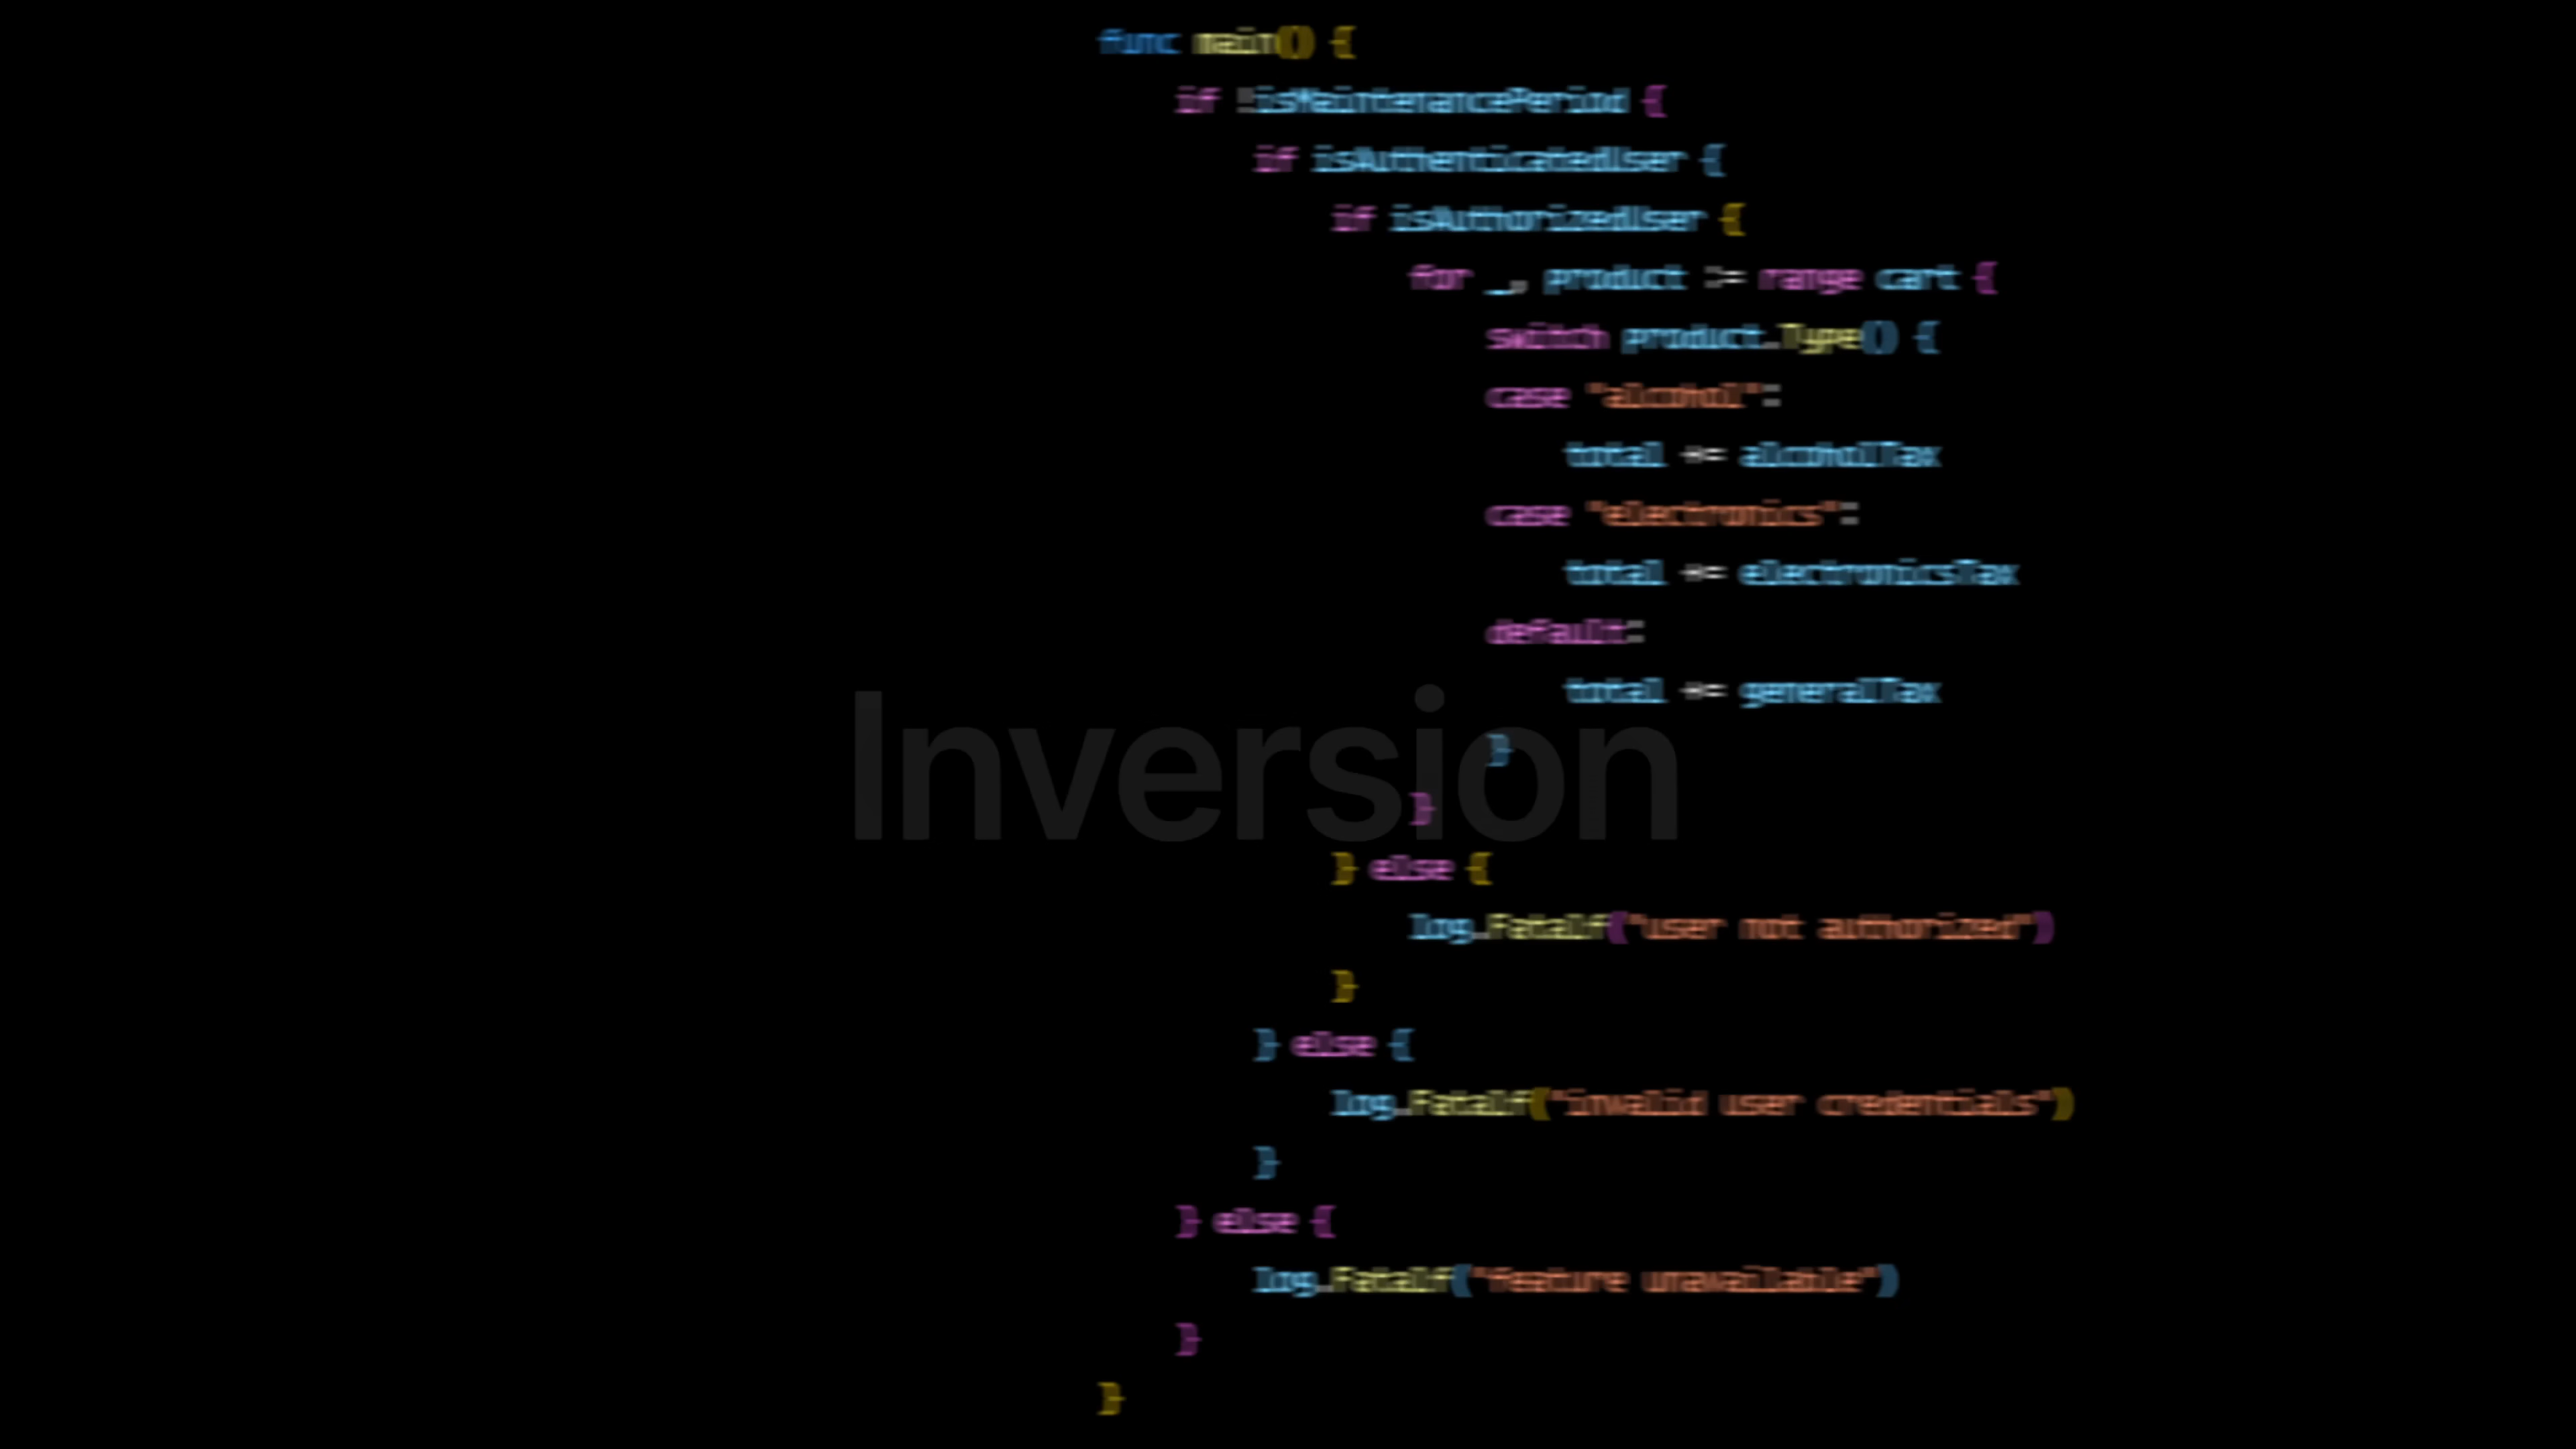 func main() {
if !isMaintenancePeriod {
if isAuthenticatedUser {
if isAuthorizedUser {
for _, product := range cart {
switch product.Type() {
case "alcohol":
total += alcoholTax
case "electronics":
total += electronicsTax
default:
total += generalTax
Inversion
}
}
} else {
log.Fatalf("user not authorized")
}
} else {
log.Fatalf("invalid user credentials")
}
} else {
log.Fatalf("feature unavailable")
}
}